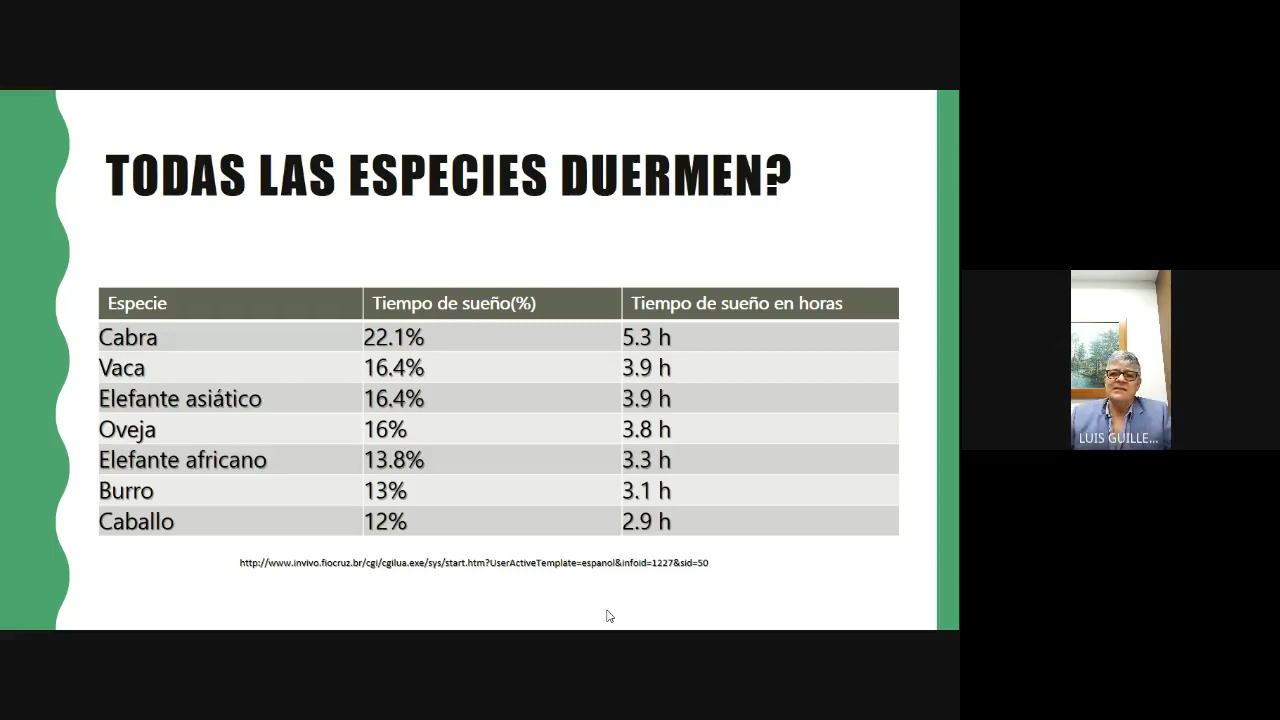 TODAS LAS ESPECIES DUERMEN?
Especie Tiempo de sueño(%) Tiempo de sueño en horas
Cabra 22.1% 5.3 h
Vaca 16.4% 3.9 h
Elefante asiático 16.4% 3.9 h
Oveja 16% 3.8 h
Elefante africano 13.8% 3.3 h
Burro 13% 3.1 h
Caballo 12% 2.9 h
http://www.invivo.fiocruz.br/cgi/cgilua.exe/sys/start.htm?UserActiveTemplate=espanol&infoid=1227&sid=50
LUIS GUILLE...